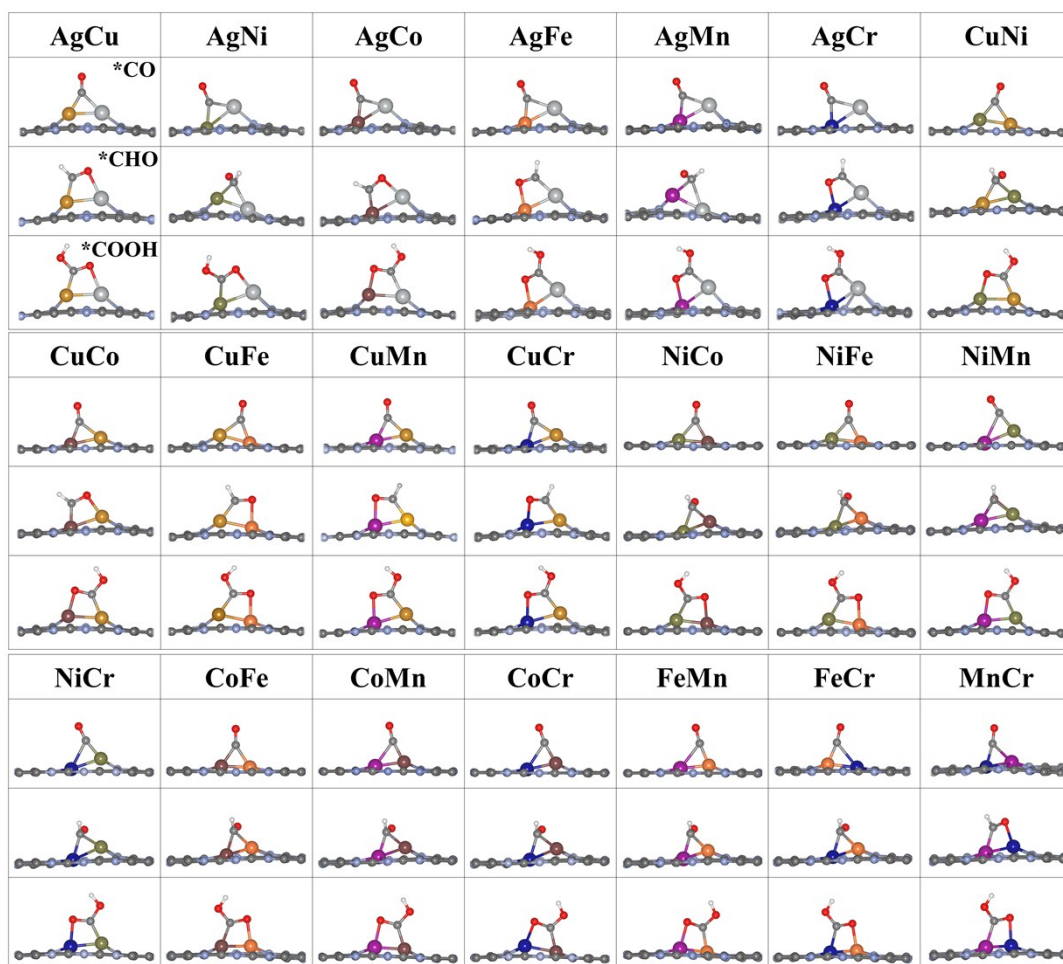 AgCu AgNi AgCo AgFe AgMn AgCr CuNi
*CO
*CHO
*COOH
CuCo CuFe CuMn CuCr NiCo NiFe NiMn
NiCr CoFe CoMn CoCr FeMn FeCr MnCr